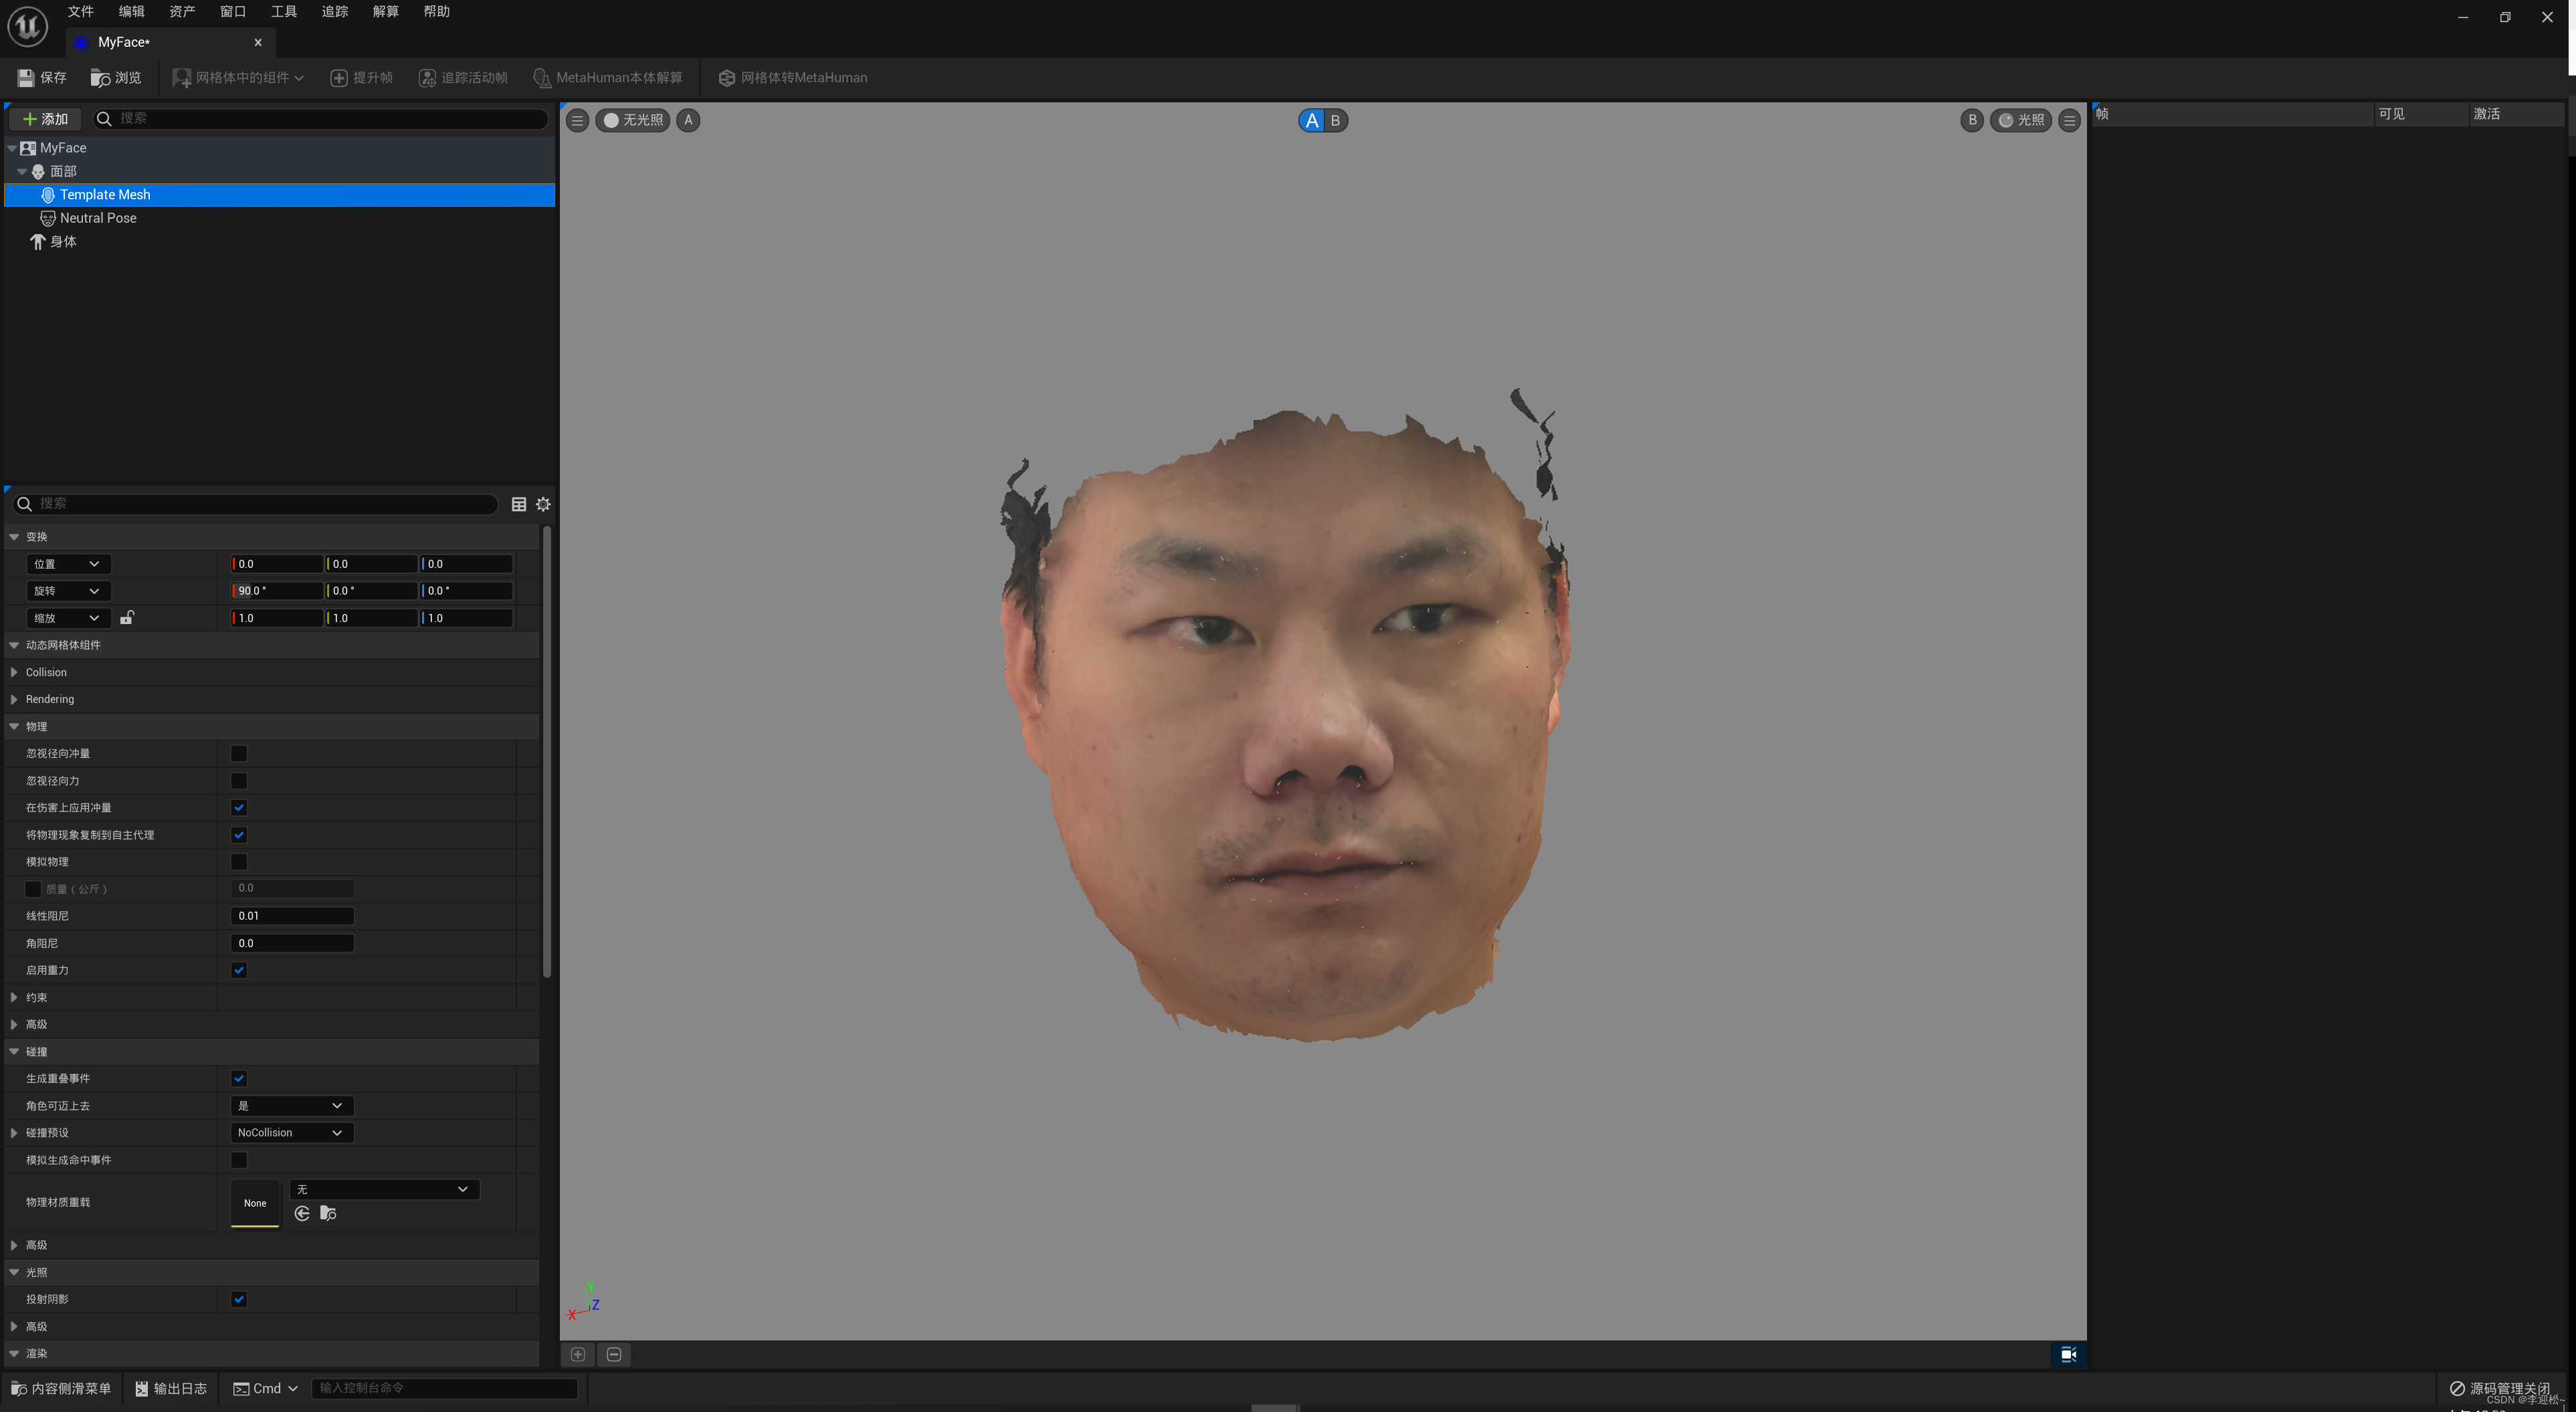 文件 编辑 资产 窗口 工具 追踪 解算 帮助
MyFace*
保存 浏览 网格体中的组件 提升帧 追踪活动帧 MetaHuman本体解算 网格体转MetaHuman
添加 搜索
MyFace
面部
Template Mesh
Neutral Pose
身体
无光照 A
A B
B 光照
帧 可见 激活
搜索
变换
位置 0.0 0.0 0.0
旋转 90.0 ° 0.0 ° 0.0 °
缩放 1.0 1.0 1.0
动态网格体组件
Collision
Rendering
物理
忽视径向冲量
忽视径向力
在伤害上应用冲量
将物理现象复制到自主代理
模拟物理
质量（公斤） 0.0
线性阻尼 0.01
角阻尼 0.0
启用重力
约束
高级
碰撞
生成重叠事件
角色可迈上去 是
碰撞预设 NoCollision
模拟生成命中事件
物理材质重载 None 无
高级
光照
投射阴影
高级
渲染
X Z
内容侧滑菜单 输出日志 Cmd 输入控制台命令
源码管理关闭
CSDN @李迎松~